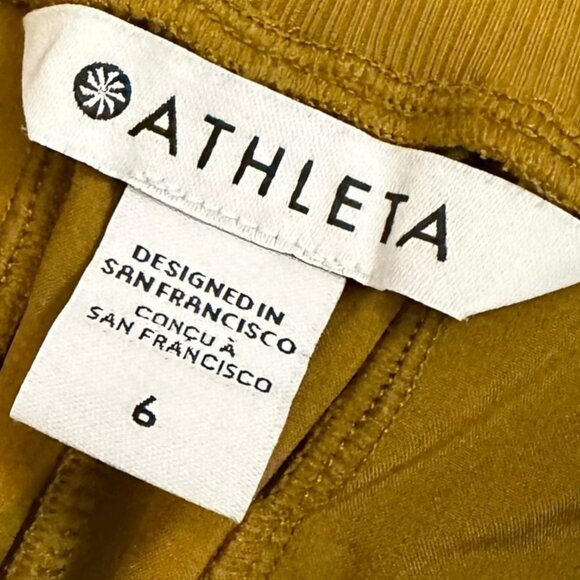 ATHLETA
DESIGNED IN
SAN FRANCISCO
CONÇU À
SAN FRANCISCO
6